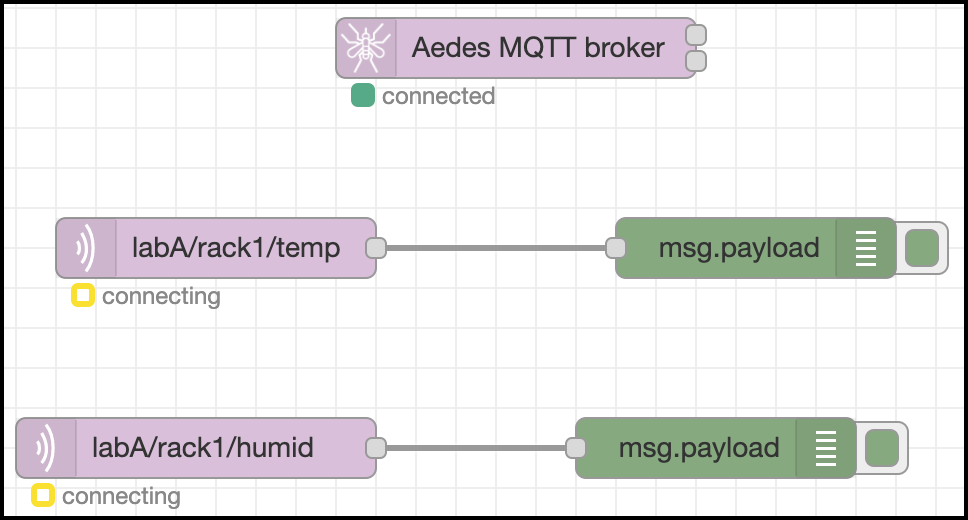 Aedes MQTT broker
connected
labA/rack1/temp
msg.payload
connecting
labA/rack1/humid
msg.payload
connecting